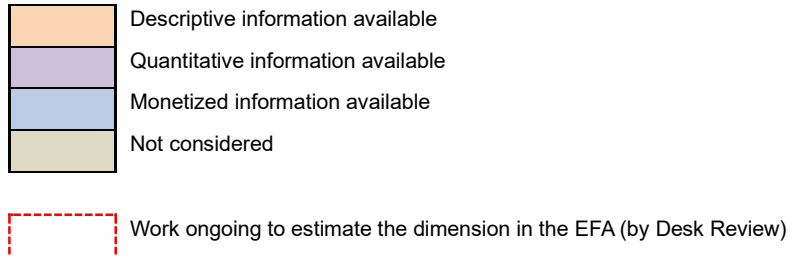 Descriptive information available
Quantitative information available
Monetized information available
Not considered
Work ongoing to estimate the dimension in the EFA (by Desk Review)